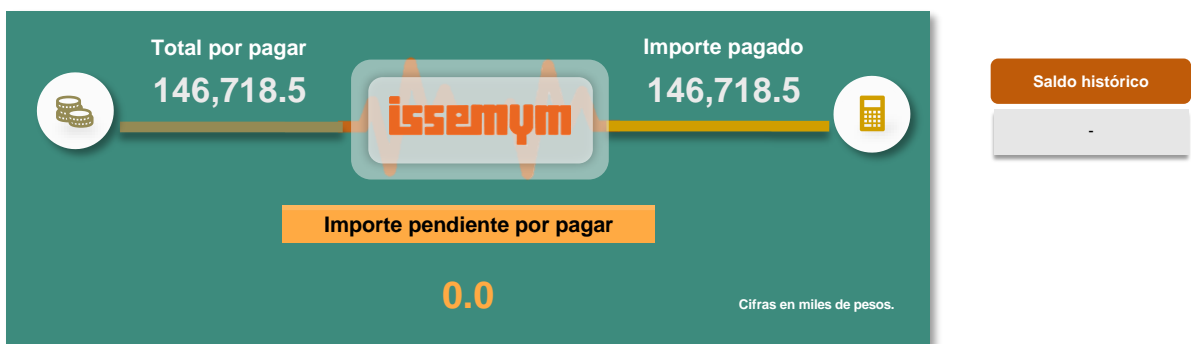 Total por pagar
146,718.5
issemym
Importe pagado
146,718.5
Importe pendiente por pagar
0.0
Cifras en miles de pesos.
Saldo histórico
-